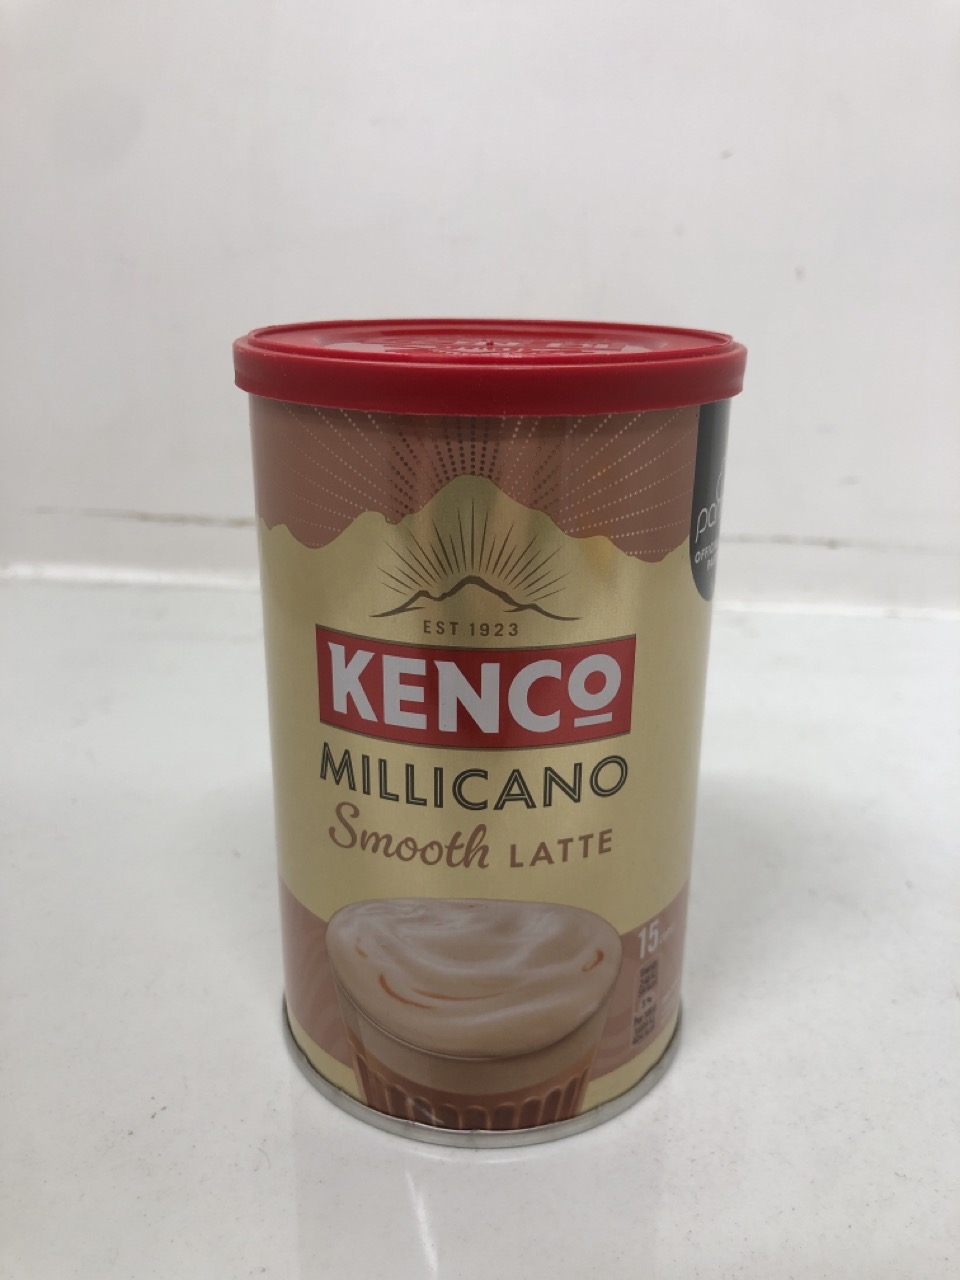 EST 1923
KENCO
MILLICANO
Smooth LATTE
15